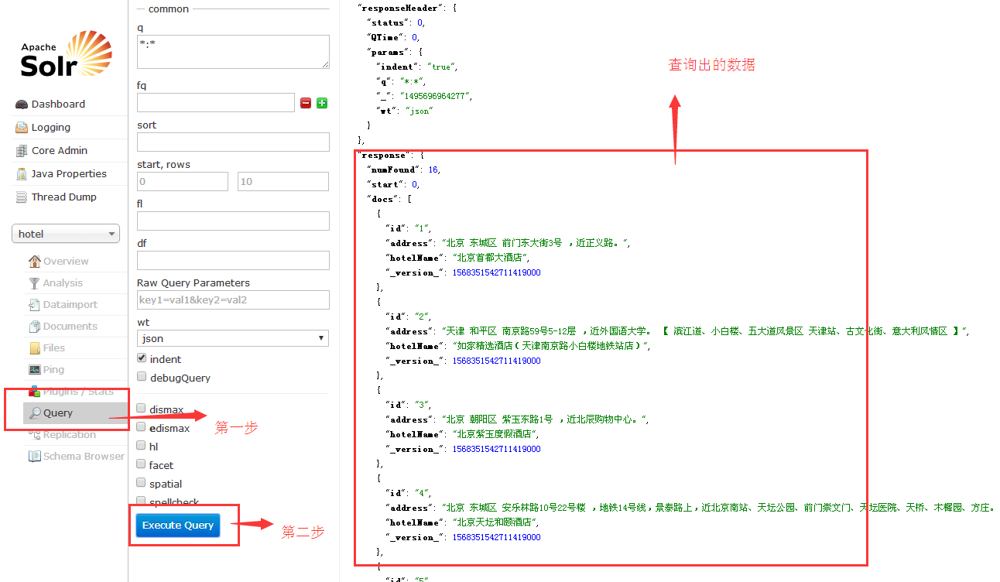 Apache
Solr
Dashboard
Logging
Core Admin
Java Properties
Thread Dump
hotel
Overview
Analysis
Dataimport
Documents
Files
Ping
Plugins / Stats
Query
Replication
Schema Browser
第一步
common
q
*:*
fq
sort
start, rows
0 10
fl
df
Raw Query Parameters
key1=val1&key2=val2
wt
json
indent
debugQuery
dismax
edismax
hl
facet
spatial
spellcheck
Execute Query
第二步
查询出的数据
"responseHeader": {
"status": 0,
"QTime": 0,
"params": {
"indent": "true",
"q": "*:*",
"_": "1495696964277",
"wt": "json"
}
},
"response": {
"numFound": 16,
"start": 0,
"docs": [
{
"id": "1",
"address": "北京 东城区 前门东大街3号 ，近正义路。",
"hotelName": "北京首都大酒店",
"_version_": 1568351542711419000
},
{
"id": "2",
"address": "天津 和平区 南京路59号5-12层 ，近外国语大学。 【 滨江道、小白楼、五大道风景区 天津站、古文化街、意大利风情区 】",
"hotelName": "如家精选酒店（天津南京路小白楼地铁站店）",
"_version_": 1568351542711419000
},
{
"id": "3",
"address": "北京 朝阳区 紫玉东路1号 ，近北辰购物中心。",
"hotelName": "北京紫玉度假酒店",
"_version_": 1568351542711419000
},
{
"id": "4",
"address": "北京 东城区 安乐林路10号22号楼 ，地铁14号线，景泰路上，近北京南站、天坛公园、前门崇文门、天坛医院、天桥、木樨园、方庄。
"hotelName": "北京天坛和颐酒店",
"_version_": 1568351542711419000
},
{
"id": "5"